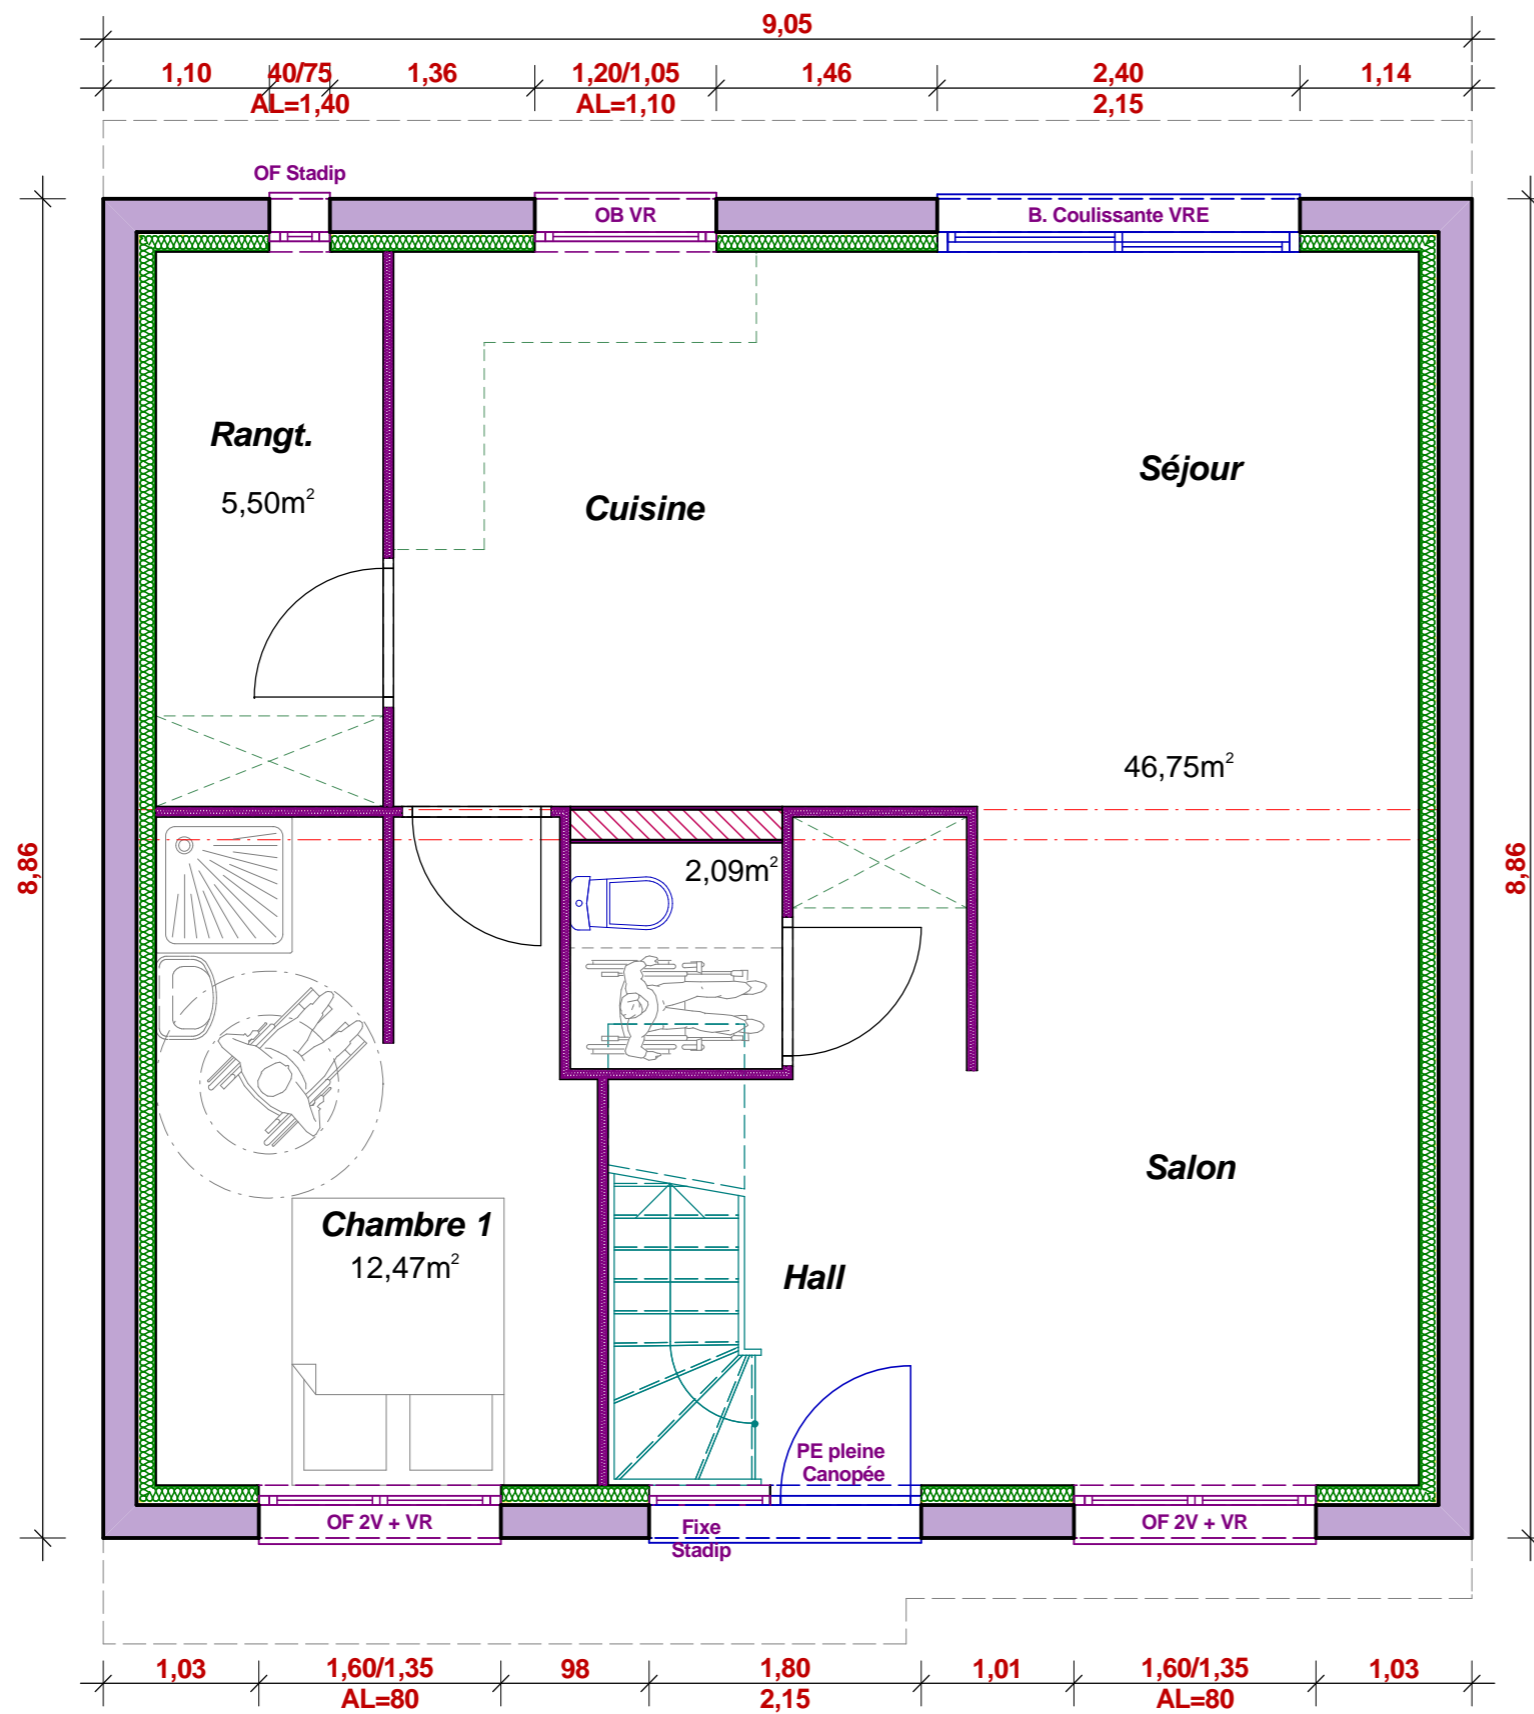 9,05
1,10
40/75
1,36
1,20/1,05
1,46
2,40
1,14
AL=1,40
AL=1,10
2,15
OF Stadip
OB VR
B. Coulissante VRE
Rangt.
5,50m²
Cuisine
Séjour
46,75m²
8,86
8,86
2,09m²
Salon
Chambre 1
12,47m²
Hall
PE pleine
Canopée
OF 2V + VR
Fixe
Stadip
OF 2V + VR
1,03
1,60/1,35
98
1,80
1,01
1,60/1,35
1,03
AL=80
2,15
AL=80